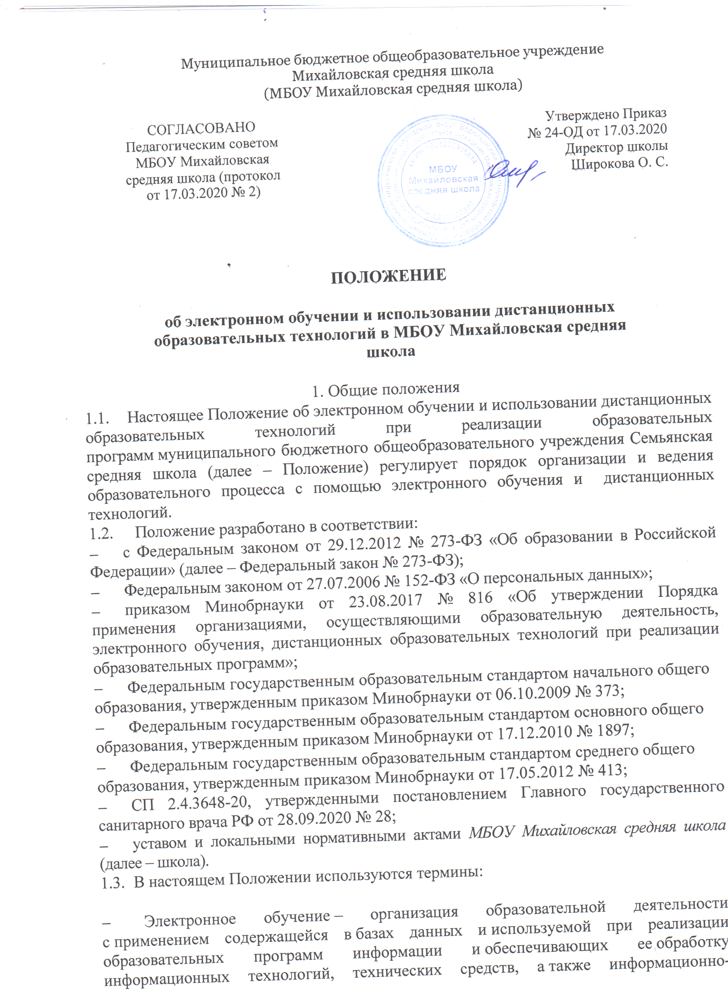 Муниципальное бюджетное общеобразовательное учреждение
Михайловская средняя школа
(МБОУ Михайловская средняя школа)
СОГЛАСОВАНО
Педагогическим советом
МБОУ Михайловская
средняя школа (протокол
от 17.03.2020 № 2)
Утверждено Приказ
№ 24-ОД от 17.03.2020
Директор школы
Широкова О. С.
МБОУ
Михайловская
средняя школа
ПОЛОЖЕНИЕ
об электронном обучении и использовании дистанционных
образовательных технологий в МБОУ Михайловская средняя
школа
1. Общие положения
1.1. Настоящее Положение об электронном обучении и использовании дистанционных
образовательных технологий при реализации образовательных
программ муниципального бюджетного общеобразовательного учреждения Семьянская
средняя школа (далее – Положение) регулирует порядок организации и ведения
образовательного процесса с помощью электронного обучения и дистанционных
технологий.
1.2. Положение разработано в соответствии:
– с Федеральным законом от 29.12.2012 № 273-ФЗ «Об образовании в Российской
Федерации» (далее – Федеральный закон № 273-ФЗ);
– Федеральным законом от 27.07.2006 № 152-ФЗ «О персональных данных»;
– приказом Минобрнауки от 23.08.2017 № 816 «Об утверждении Порядка
применения организациями, осуществляющими образовательную деятельность,
электронного обучения, дистанционных образовательных технологий при реализации
образовательных программ»;
– Федеральным государственным образовательным стандартом начального общего
образования, утвержденным приказом Минобрнауки от 06.10.2009 № 373;
– Федеральным государственным образовательным стандартом основного общего
образования, утвержденным приказом Минобрнауки от 17.12.2010 № 1897;
– Федеральным государственным образовательным стандартом среднего общего
образования, утвержденным приказом Минобрнауки от 17.05.2012 № 413;
– СП 2.4.3648-20, утвержденными постановлением Главного государственного
санитарного врача РФ от 28.09.2020 № 28;
– уставом и локальными нормативными актами МБОУ Михайловская средняя школа
(далее – школа).
1.3. В настоящем Положении используются термины:
– Электронное обучение – организация образовательной деятельности
с применением содержащейся в базах данных и используемой при реализации
образовательных программ информации и обеспечивающих ее обработку
информационных технологий, технических средств, а также информационно-